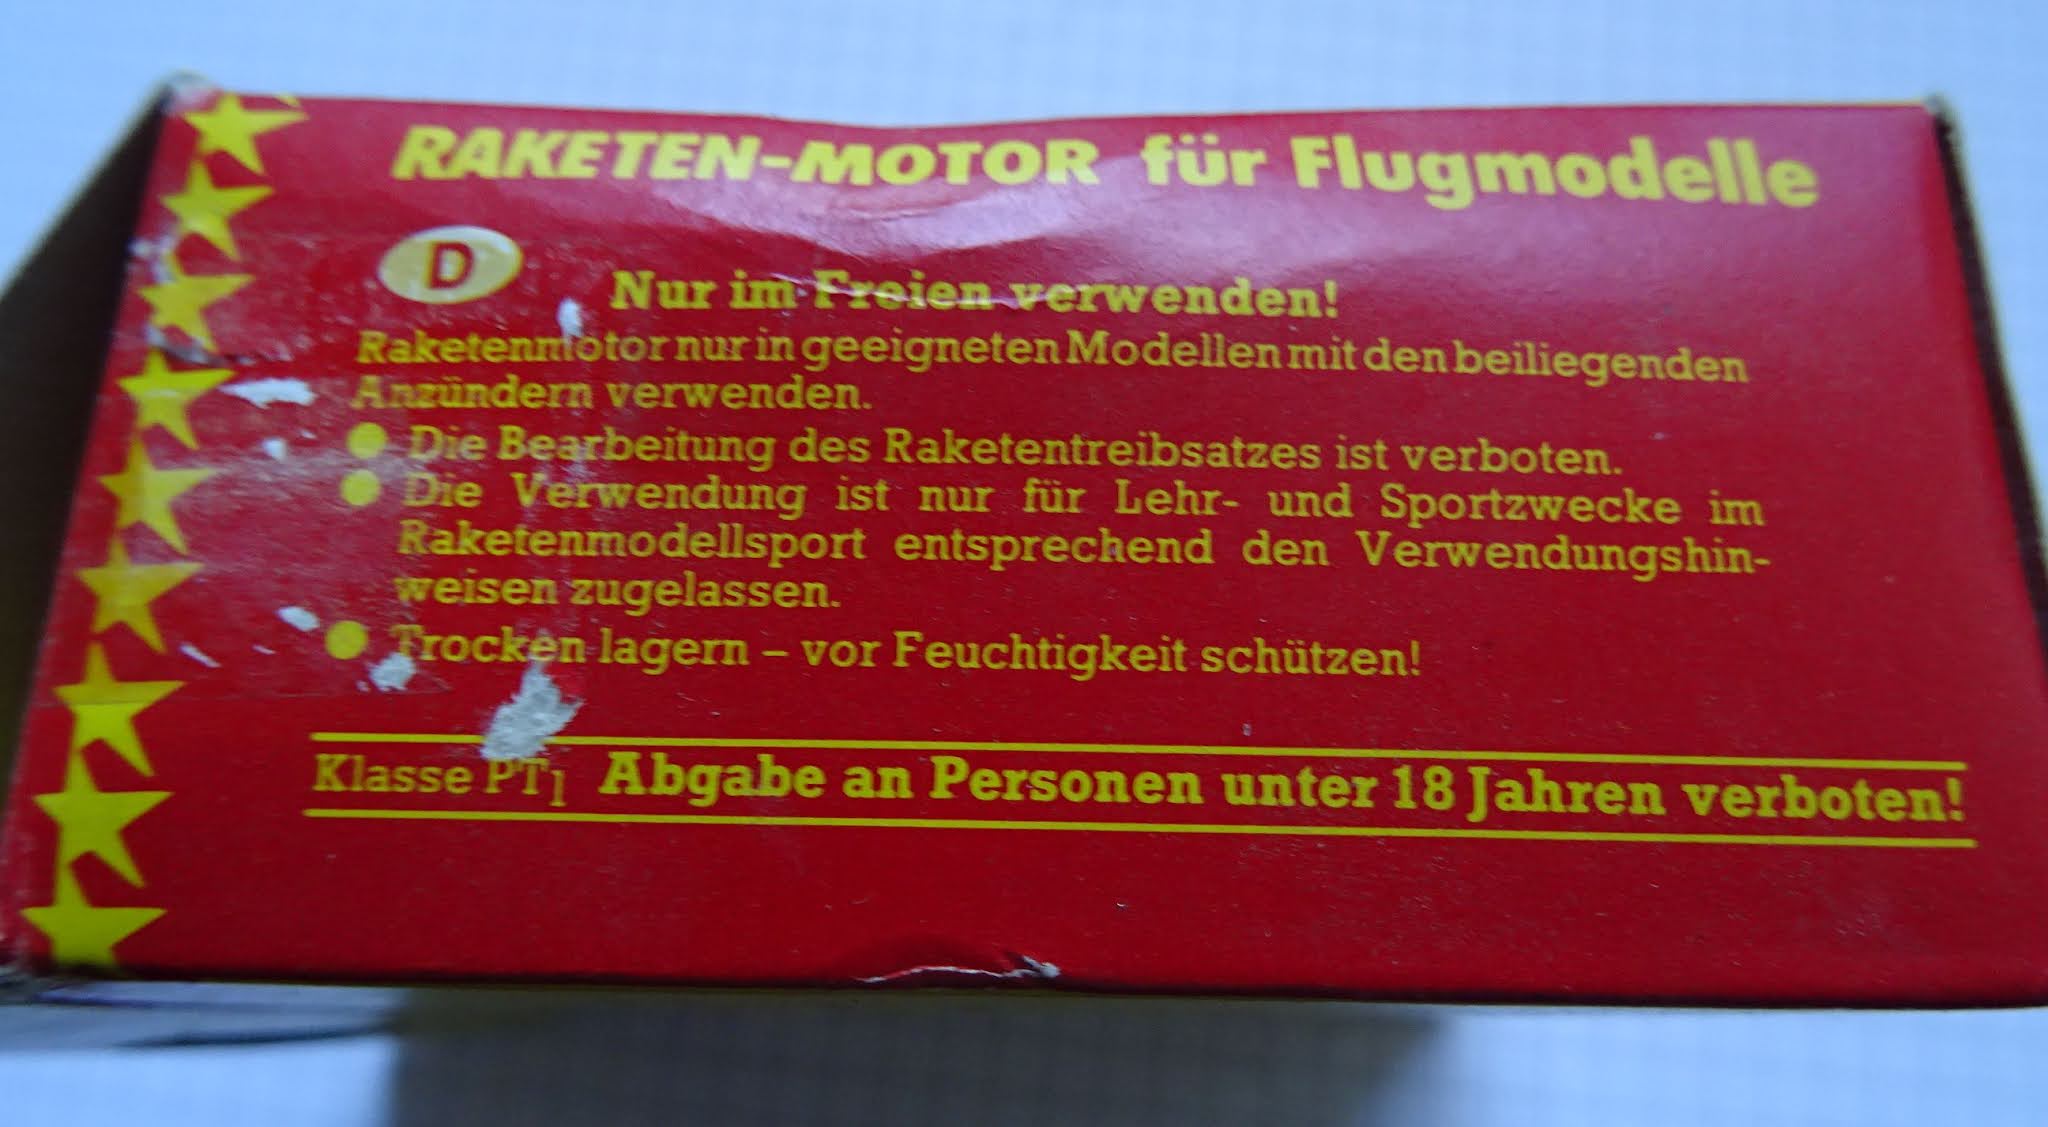 RAKETEN-MOTOR für Flugmodelle
D
Nur im Freien verwenden!
Raketenmotor nur in geeigneten Modellen mit den beiliegenden
Anzündern verwenden.
● Die Bearbeitung des Raketentreibsatzes ist verboten.
● Die Verwendung ist nur für Lehr- und Sportzwecke im
Raketenmodellsport entsprechend den Verwendungshin-
weisen zugelassen.
● Trocken lagern – vor Feuchtigkeit schützen!
Klasse PT₁ Abgabe an Personen unter 18 Jahren verboten!